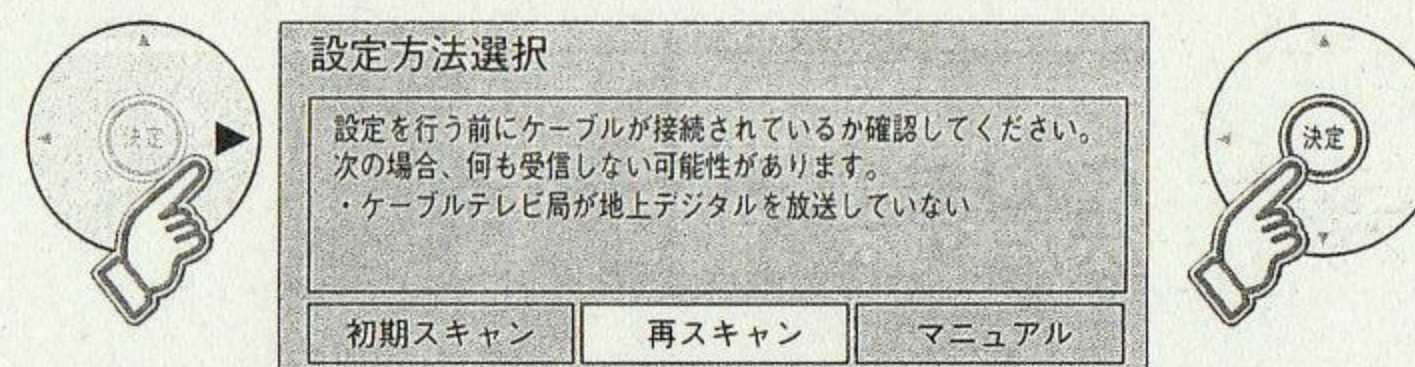 決定
設定方法選択
設定を行う前にケーブルが接続されているか確認してください。
次の場合、何も受信しない可能性があります。
・ケーブルテレビ局が地上デジタルを放送していない
初期スキャン 再スキャン マニュアル
決定